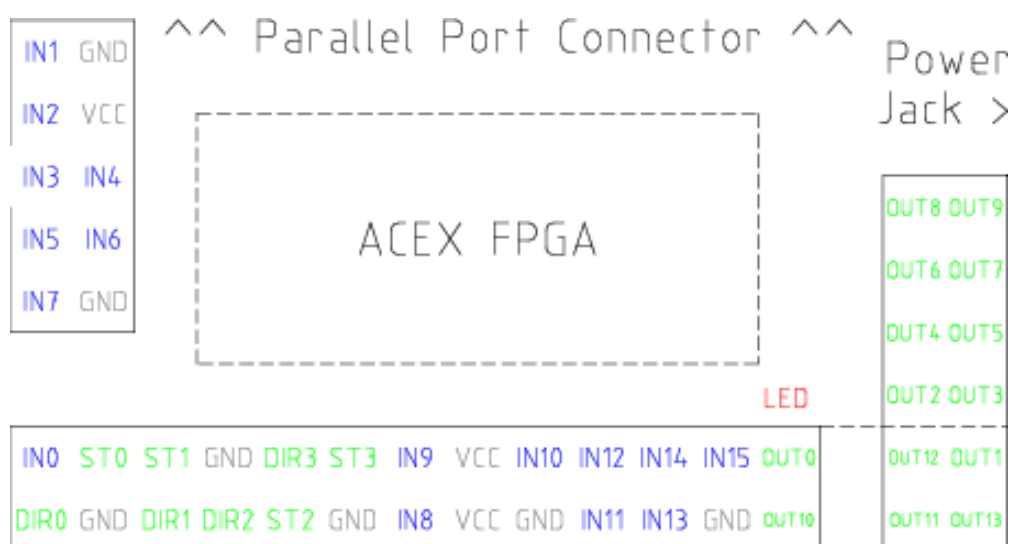 ^^ Parallel Port Connector ^^
Power
Jack >
IN1 GND
IN2 VCC
IN3 IN4
IN5 IN6
IN7 GND
ACEX FPGA
OUT8 OUT9
OUT6 OUT7
OUT4 OUT5
OUT2 OUT3
OUT12 OUT1
OUT11 OUT13
LED
IN0 ST0 ST1 GND DIR3 ST3 IN9 VCC IN10 IN12 IN14 IN15 OUT0
DIR0 GND DIR1 DIR2 ST2 GND IN8 VCC GND IN11 IN13 GND OUT10